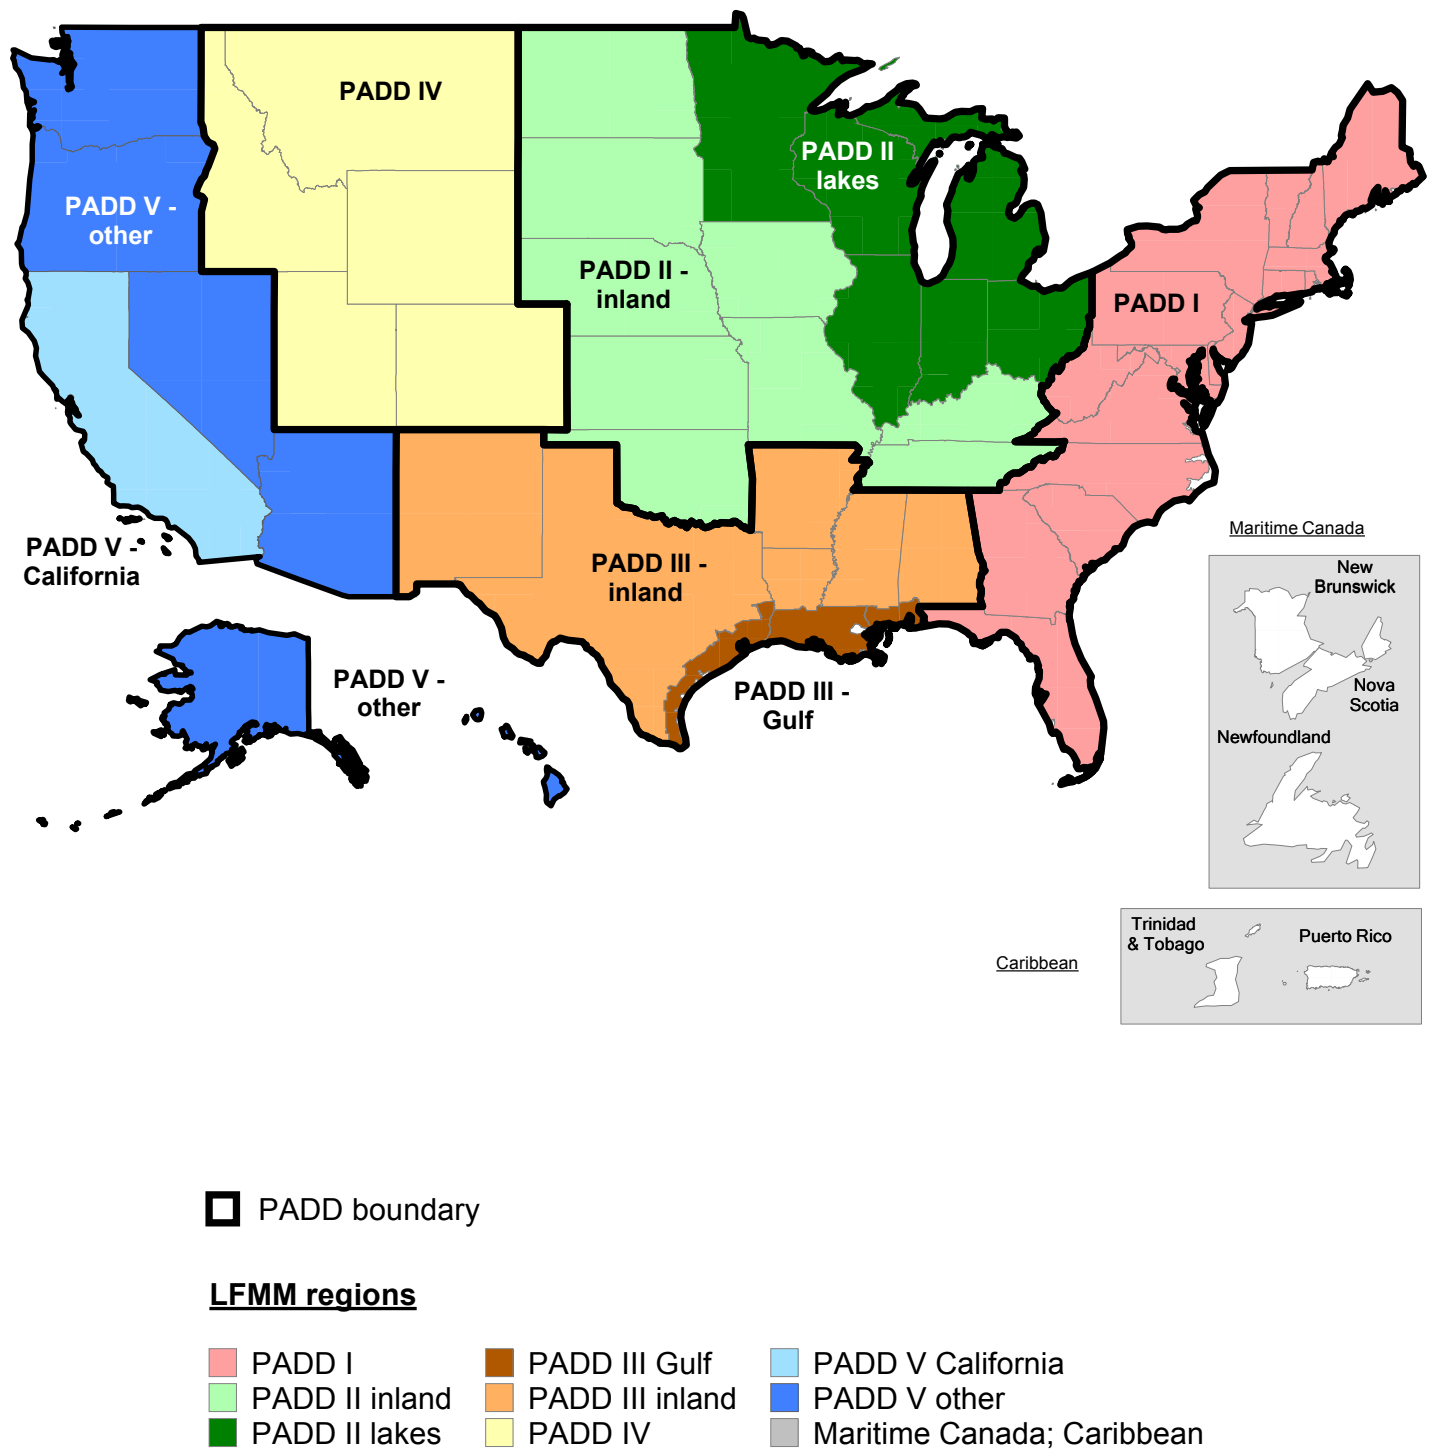 PADD IV
PADD II
lakes
PADD V -
other
PADD II -
inland
PADD I
Maritime Canada
PADD V -
California
PADD III -
inland
New
Brunswick
PADD V -
other
PADD III -
Gulf
Nova
Scotia
Newfoundland
Trinidad
& Tobago
Puerto Rico
Caribbean
PADD boundary
LFMM regions
PADD I
PADD II inland
PADD II lakes
PADD III Gulf
PADD III inland
PADD IV
PADD V California
PADD V other
Maritime Canada; Caribbean